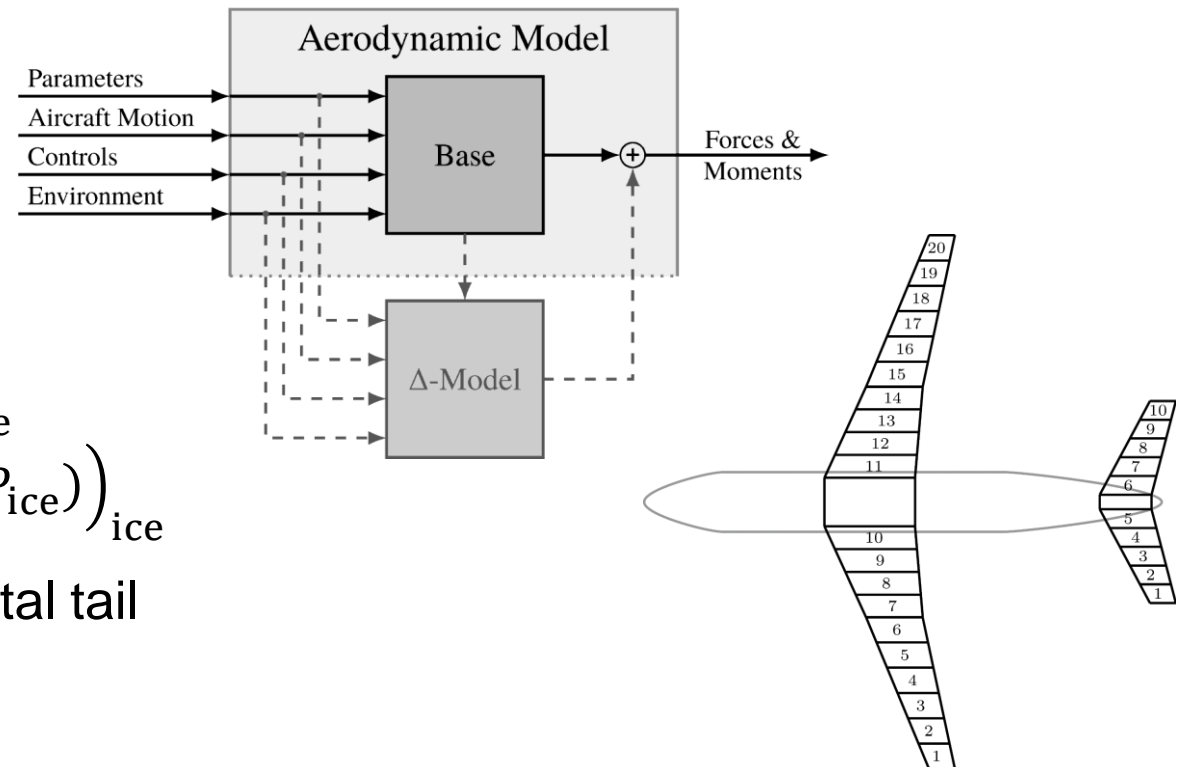 Aerodynamic Model
Parameters
Aircraft Motion
Controls
Environment
Base
+
Forces &
Moments
Δ-Model
ice))
ice
tal tail
20
19
18
17
16
15
14
13
12
11
10
9
8
7
6
5
4
3
2
1
10
9
8
7
6
5
4
3
2
1